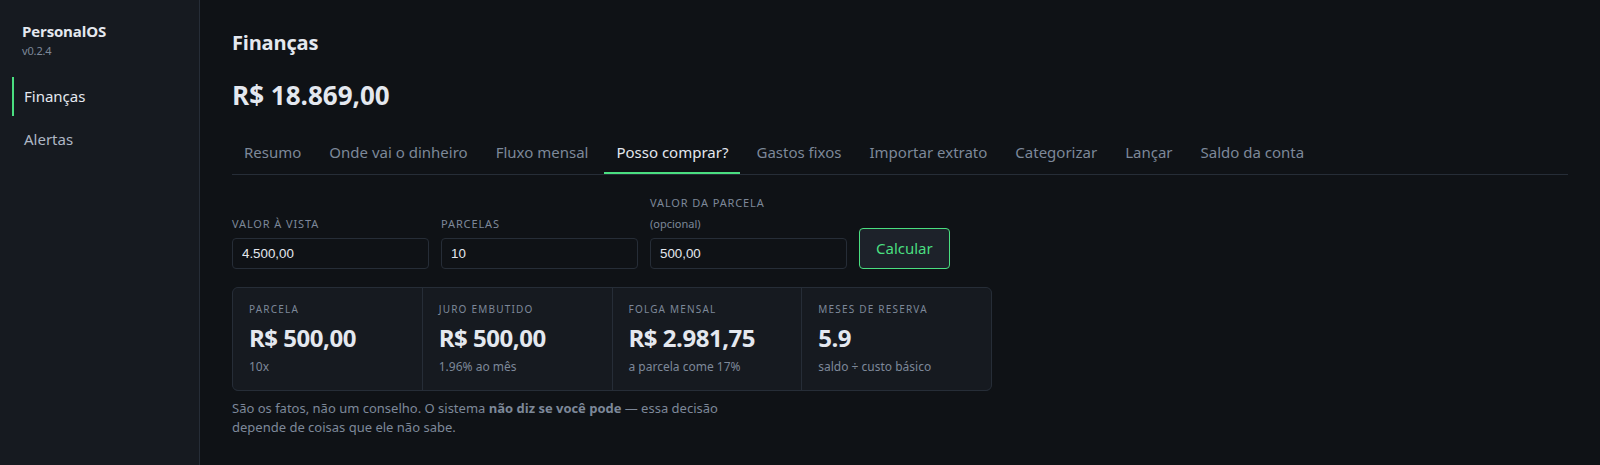 PersonalOS
v0.2.4
Finanças
Alertas
Finanças
R$ 18.869,00
Resumo Onde vai o dinheiro Fluxo mensal Posso comprar? Gastos fixos Importar extrato Categorizar Lançar Saldo da conta
VALOR À VISTA
4.500,00
PARCELAS
10
VALOR DA PARCELA
(opcional)
500,00
Calcular
PARCELA
R$ 500,00
10x
JURO EMBUTIDO
R$ 500,00
1.96% ao mês
FOLGA MENSAL
R$ 2.981,75
a parcela come 17%
MESES DE RESERVA
5.9
saldo ÷ custo básico
São os fatos, não um conselho. O sistema não diz se você pode — essa decisão
depende de coisas que ele não sabe.